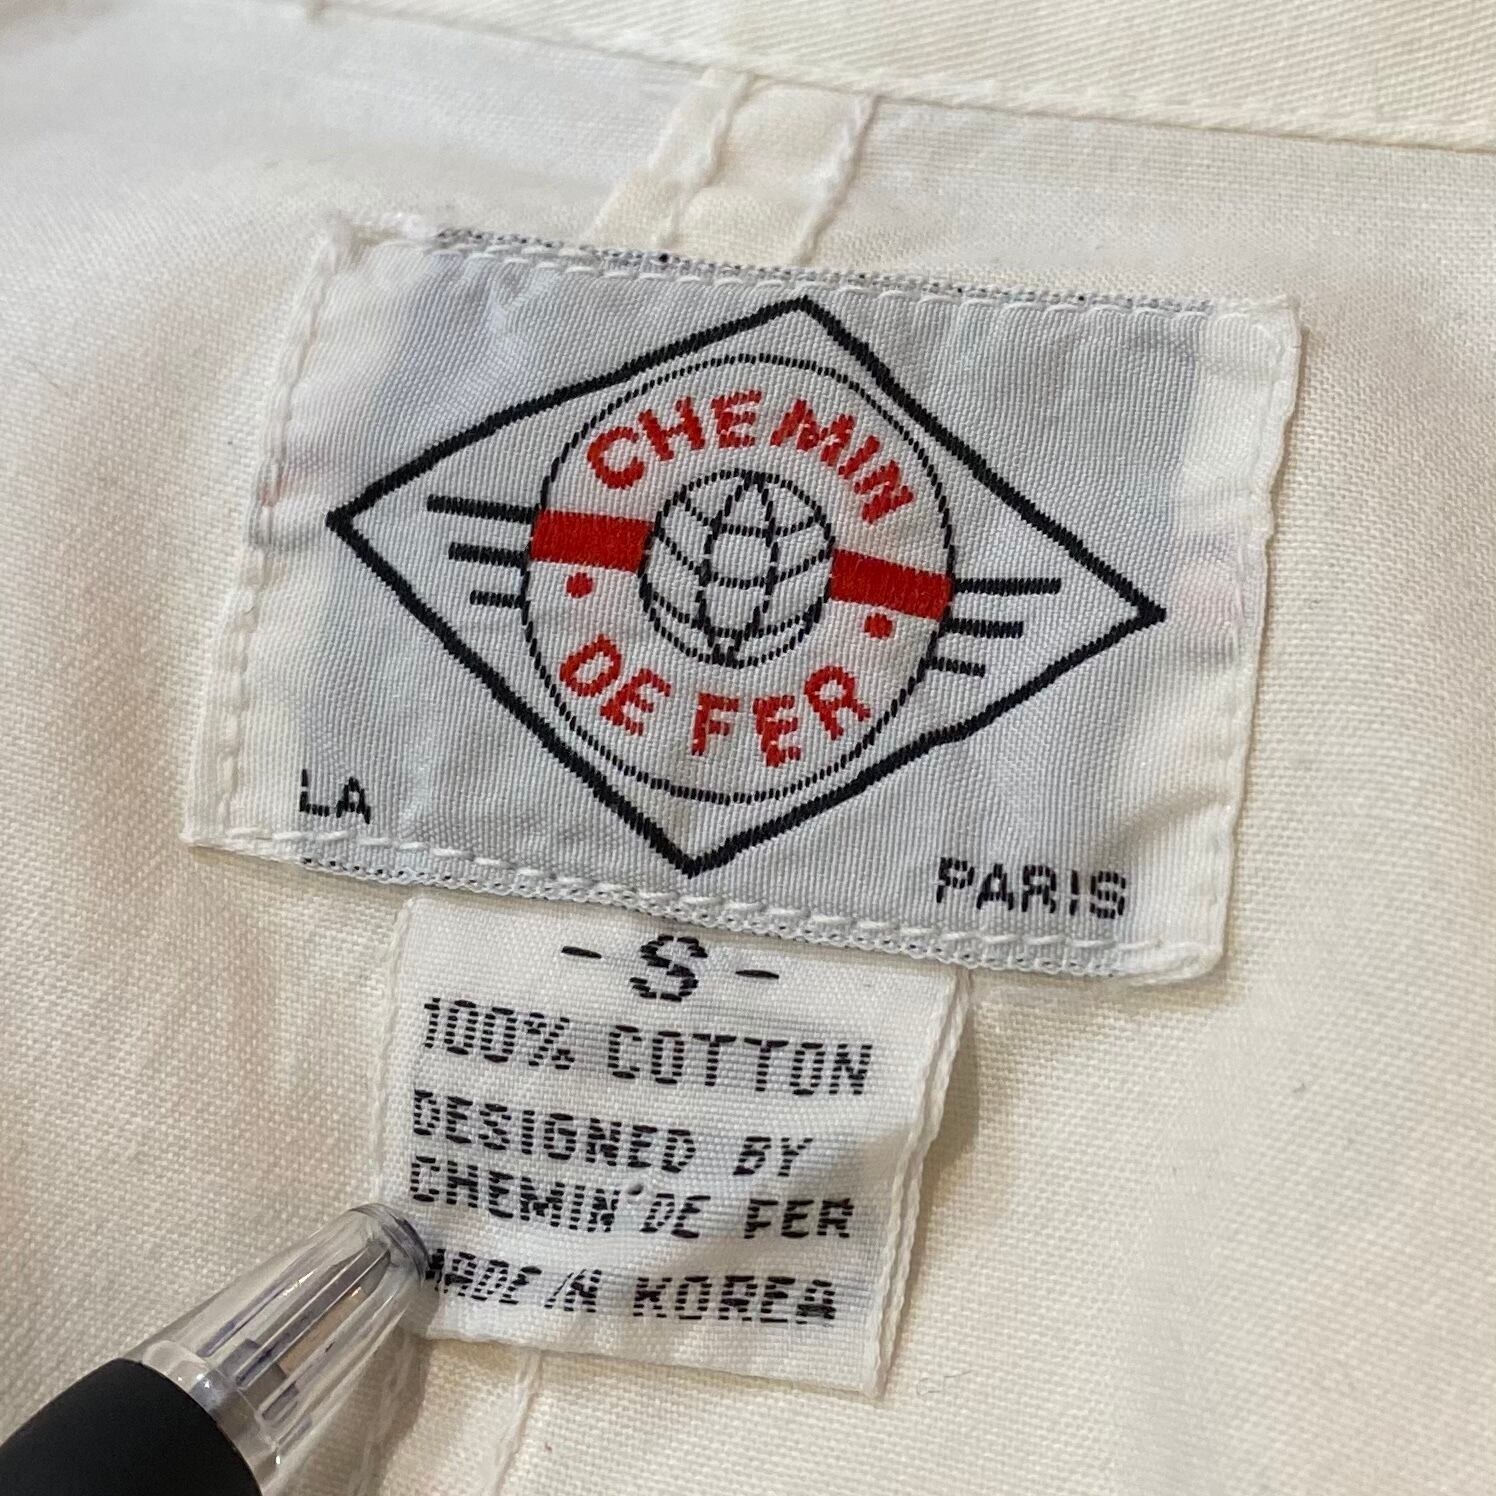 CHEMIN
DE FER
LA
PARIS
- S -
100% COTTON
DESIGNED BY
CHEMIN DE FER
MADE IN KOREA